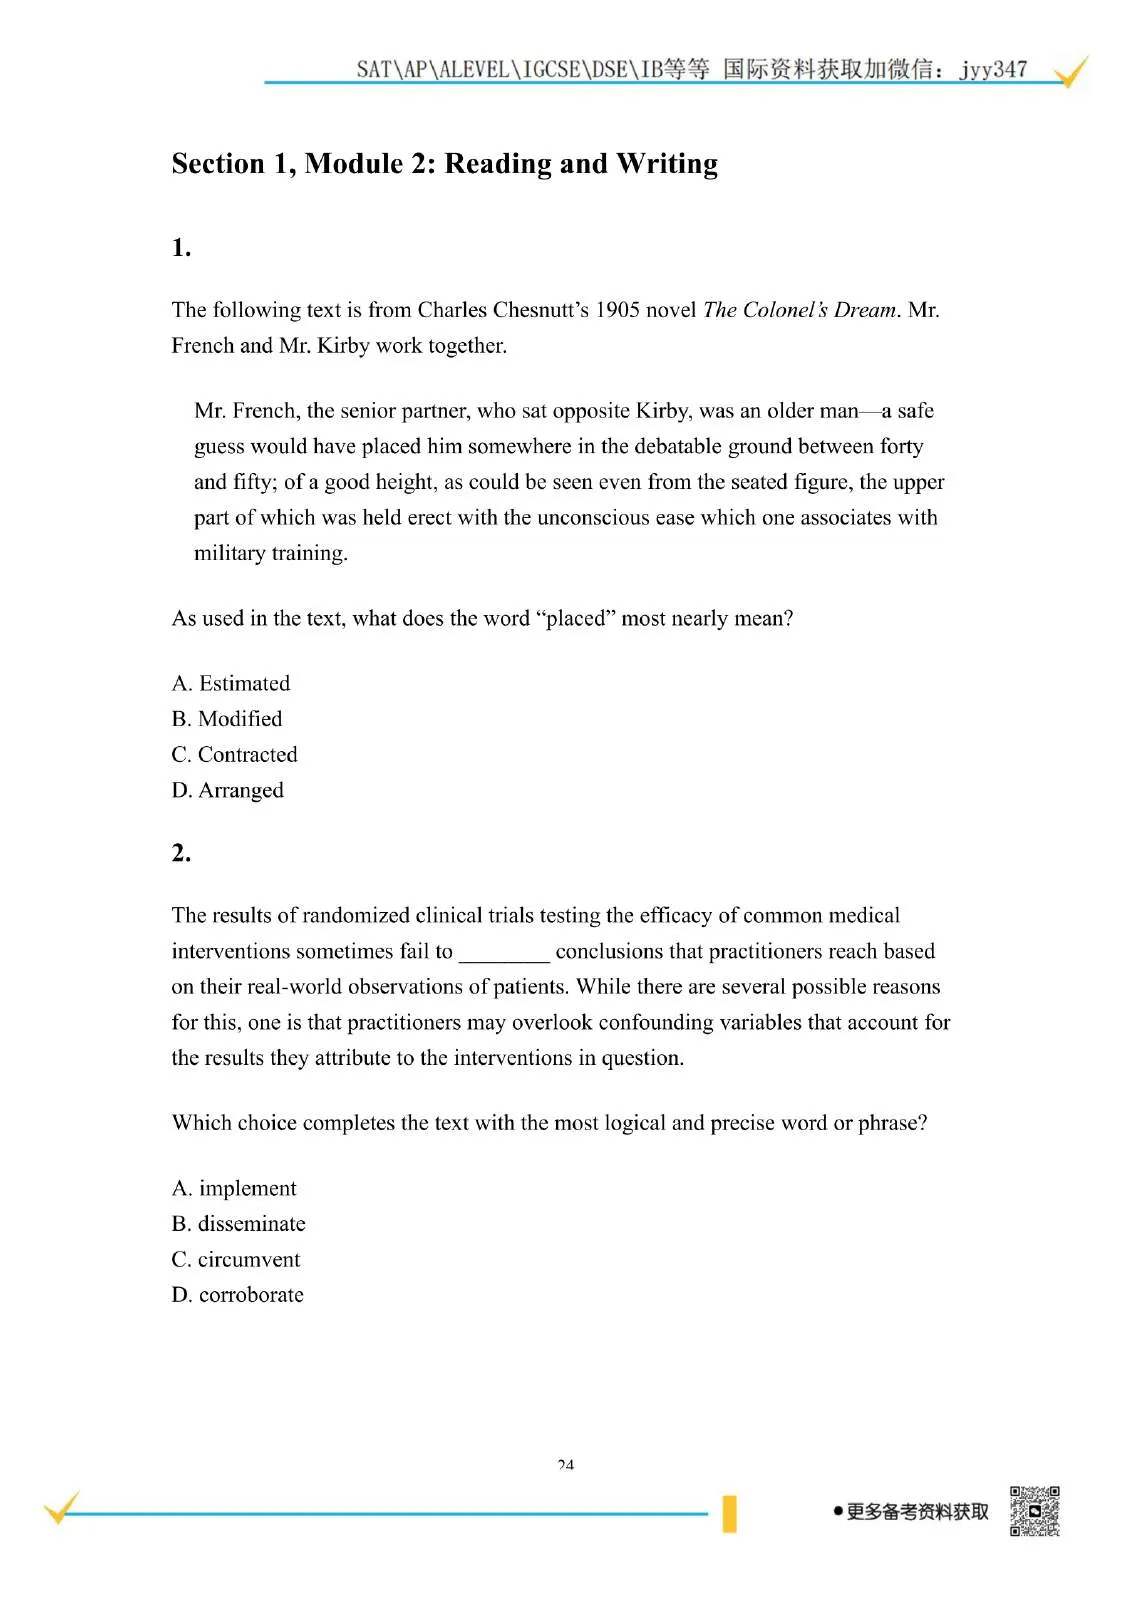 SAT\AP\ALEVEL\IGCSE\DSE\IB等等 国际资料获取加微信：jyy347
Section 1, Module 2: Reading and Writing
1.
The following text is from Charles Chesnutt’s 1905 novel The Colonel’s Dream. Mr.
French and Mr. Kirby work together.
Mr. French, the senior partner, who sat opposite Kirby, was an older man—a safe
guess would have placed him somewhere in the debatable ground between forty
and fifty; of a good height, as could be seen even from the seated figure, the upper
part of which was held erect with the unconscious ease which one associates with
military training.
As used in the text, what does the word “placed” most nearly mean?
A. Estimated
B. Modified
C. Contracted
D. Arranged
2.
The results of randomized clinical trials testing the efficacy of common medical
interventions sometimes fail to ________ conclusions that practitioners reach based
on their real-world observations of patients. While there are several possible reasons
for this, one is that practitioners may overlook confounding variables that account for
the results they attribute to the interventions in question.
Which choice completes the text with the most logical and precise word or phrase?
A. implement
B. disseminate
C. circumvent
D. corroborate
24
●更多备考资料获取